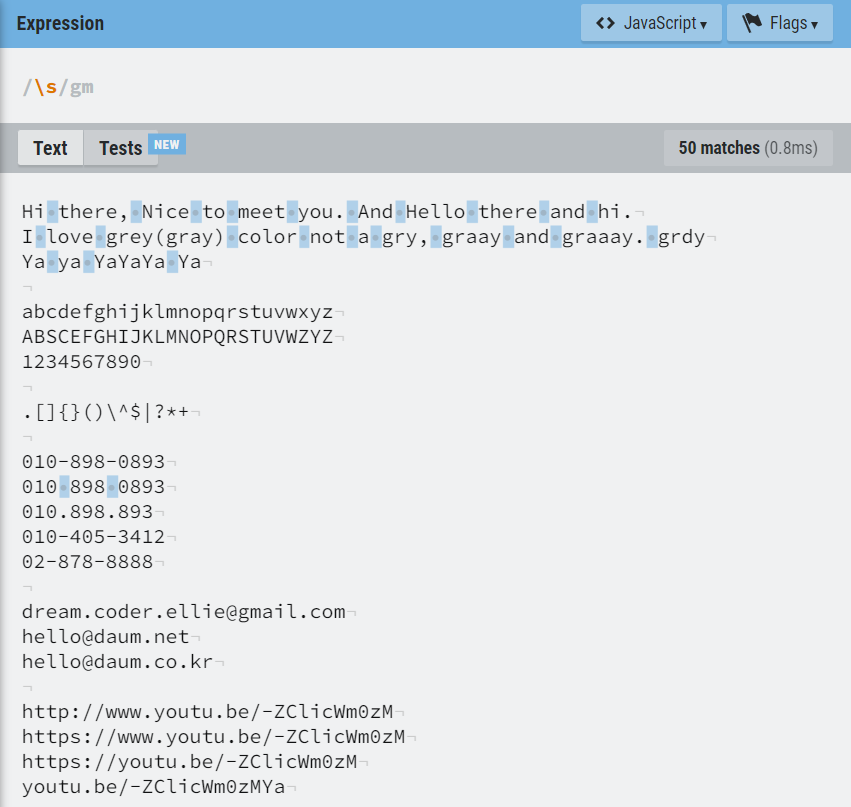 Expression
<> JavaScript ▾
Flags ▾
/\s/gm
Text
Tests NEW
50 matches (0.8ms)
Hi there, Nice to meet you. And Hello there and hi.
I love grey(gray) color not a gry, graay and graaay. grdy
Ya ya YaYaYa Ya
abcdefghijklmnopqrstuvwxyz
ABSCEFGHIJKLMNOPQRSTUVWZYZ
1234567890
.[]{}()\^$|?*+
010-898-0893
010 898 0893
010.898.893
010-405-3412
02-878-8888
dream.coder.ellie@gmail.com
hello@daum.net
hello@daum.co.kr
http://www.youtu.be/-ZClicWm0zM
https://www.youtu.be/-ZClicWm0zM
https://youtu.be/-ZClicWm0zM
youtu.be/-ZClicWm0zMYa